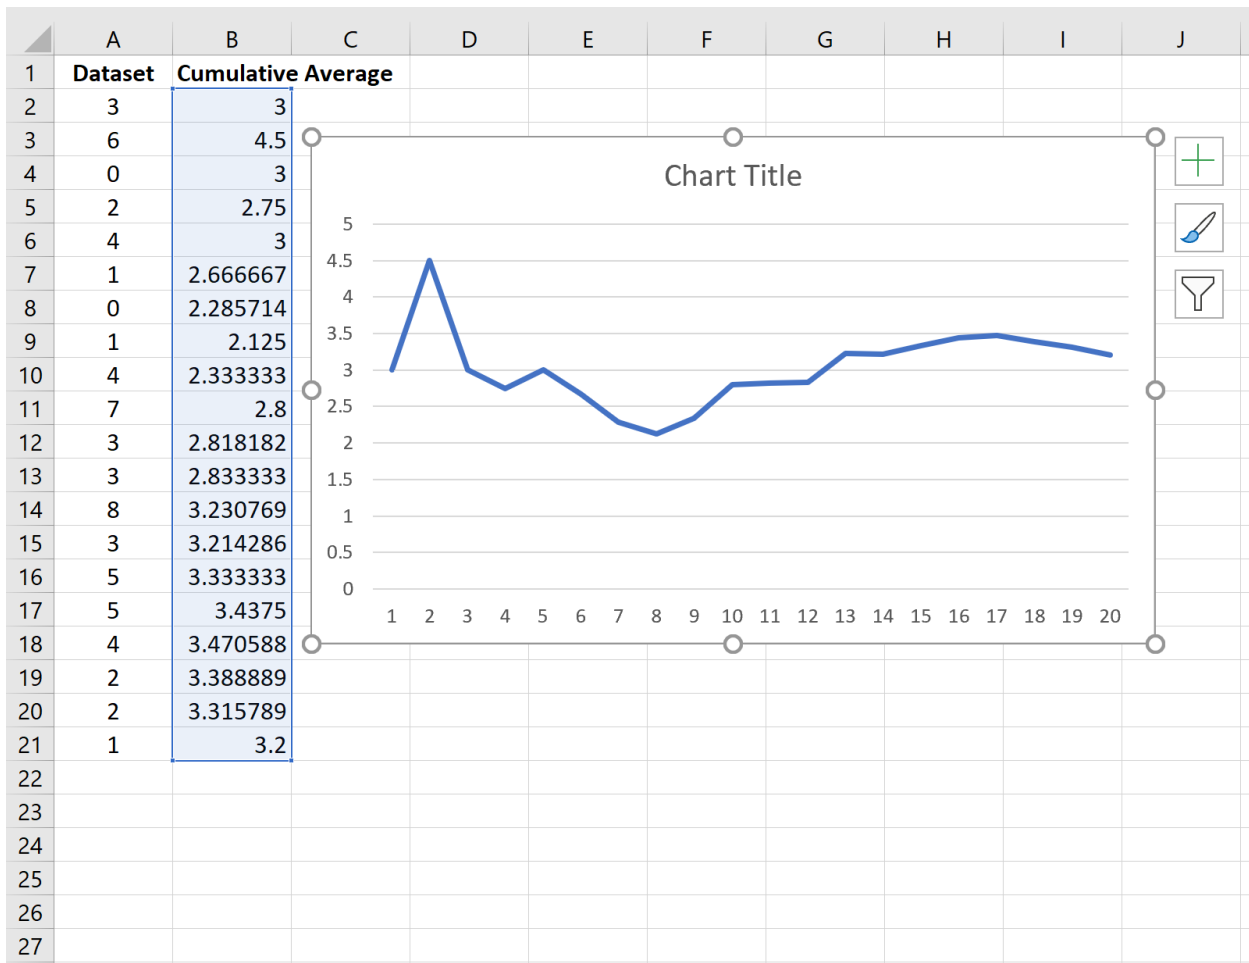 A B C D E F G H I J
1 Dataset Cumulative Average
2 3 3
3 6 4.5
4 0 3
5 2 2.75
6 4 3
7 1 2.666667
8 0 2.285714
9 1 2.125
10 4 2.333333
11 7 2.8
12 3 2.818182
13 3 2.833333
14 8 3.230769
15 3 3.214286
16 5 3.333333
17 5 3.4375
18 4 3.470588
19 2 3.388889
20 2 3.315789
21 1 3.2
22
23
24
25
26
27
Chart Title
5
4.5
4
3.5
3
2.5
2
1.5
1
0.5
0
1 2 3 4 5 6 7 8 9 10 11 12 13 14 15 16 17 18 19 20